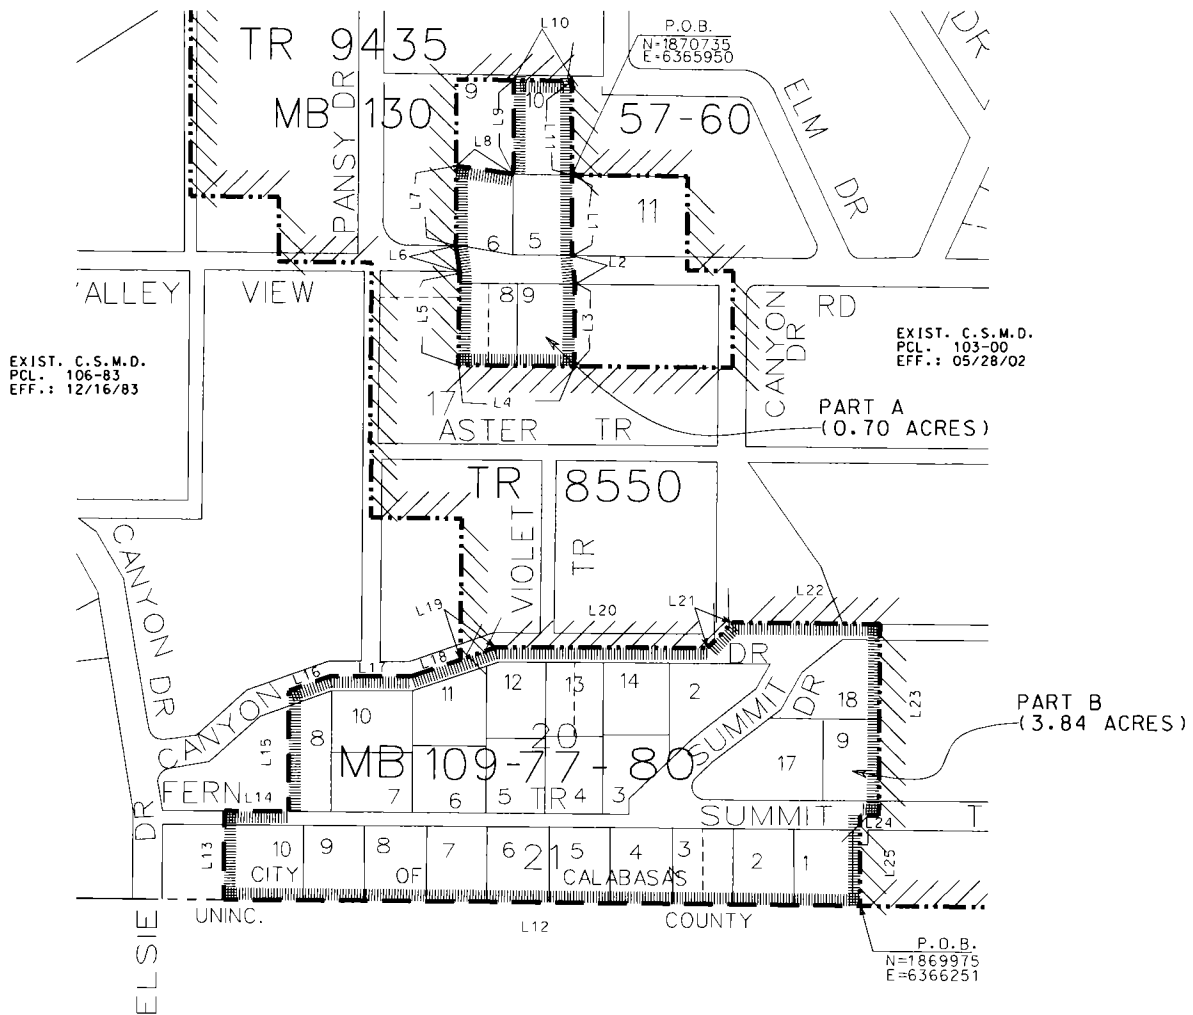 L10
P.O.B.
N=1870735
E=6365950
DR
TR 9435
MB 130 57-60
PANSY DR
ELM DR
9
10
L9
L11
L8
L7
L1
11
6
5
L6
L2
VALLEY VIEW RD
8
9
L5
L3
CANYON DR
EXIST. C.S.M.D.
PCL. 106-83
EFF.: 12/16/83
EXIST. C.S.M.D.
PCL. 103-00
EFF.: 05/28/02
17
L4
PART A
(0.70 ACRES)
ASTER TR
TR 8550
VIOLET TR
CANYON DR
L19
L20
L21
L22
DR
L16
L17
L18
CANYON
11
12
13
14
2
SUMMIT DR
18
L23
PART B
(3.84 ACRES)
8
10
20
9
17
L15
MB 109-77-80
FERN
L14
7
6
5
TR
4
3
SUMMIT T
L24
ELSIE DR
L13
10
9
8
7
6
21
5
4
3
2
1
L25
CITY OF CALABASAS
UNINC. COUNTY
L12
P.O.B.
N=1869975
E=6366251